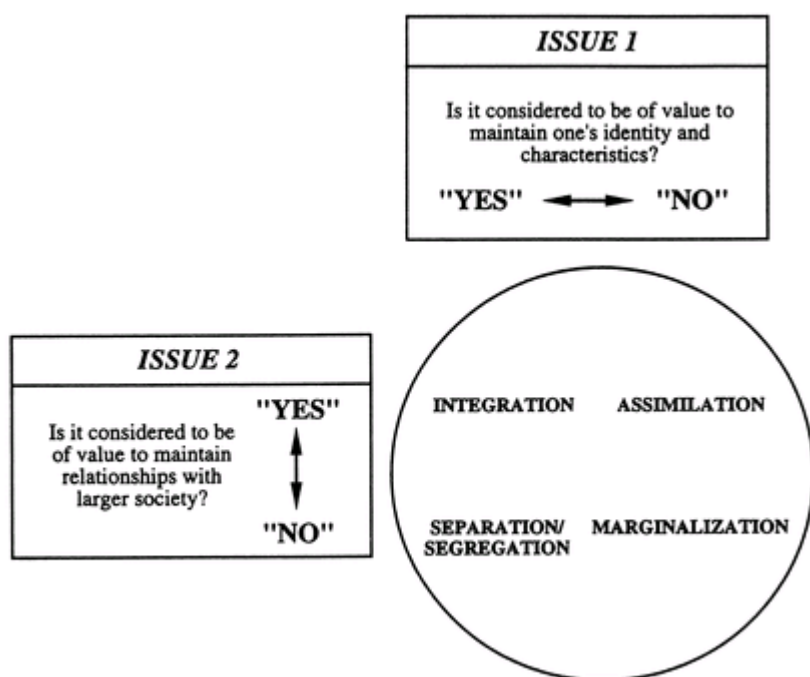 ISSUE 1
Is it considered to be of value to
maintain one's identity and
characteristics?
"YES" "NO"
ISSUE 2
"YES"
Is it considered to be
of value to maintain
relationships with
larger society?
"NO"
INTEGRATION ASSIMILATION
SEPARATION/ MARGINALIZATION
SEGREGATION